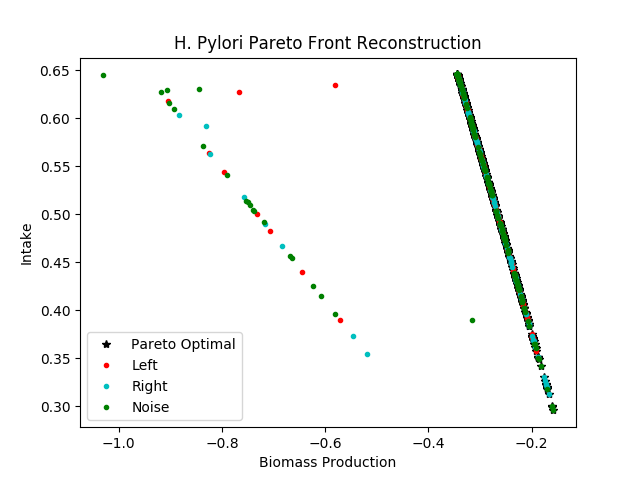 H. Pylori Pareto Front Reconstruction
0.65
0.60
0.55
0.50
0.45
0.40
0.35
0.30
Intake
Pareto Optimal
Left
Right
Noise
−1.0 −0.8 −0.6 −0.4 −0.2
Biomass Production